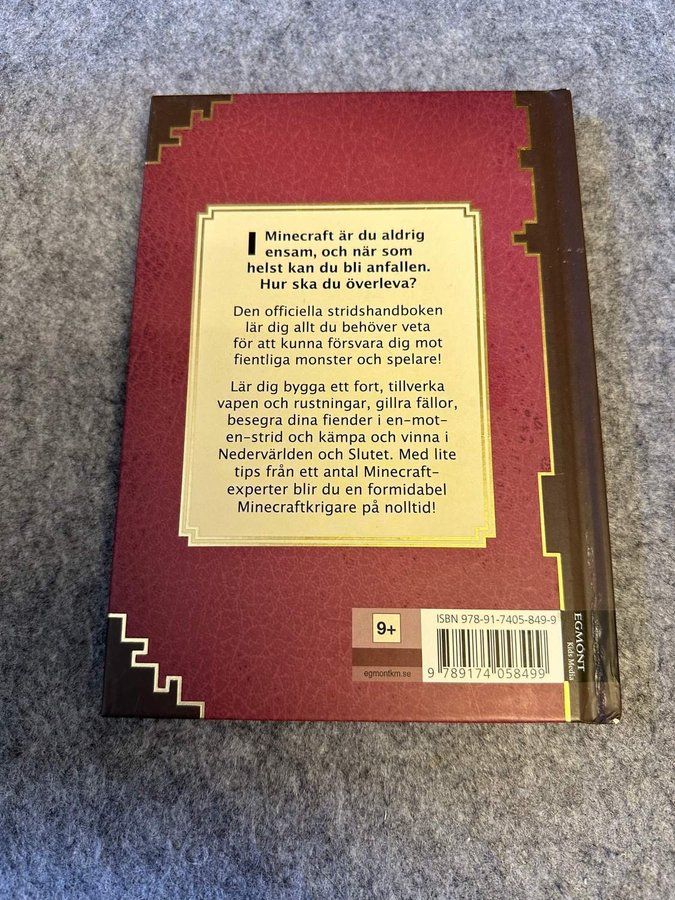 I Minecraft är du aldrig
ensam, och när som
helst kan du bli anfallen.
Hur ska du överleva?
Den officiella stridshandboken
lär dig allt du behöver veta
för att kunna försvara dig mot
fientliga monster och spelare!
Lär dig bygga ett fort, tillverka
vapen och rustningar, gillra fällor,
besegra dina fiender i en-mot-
en-strid och kämpa och vinna i
Nedervärlden och Slutet. Med lite
tips från ett antal Minecraft-
experter blir du en formidabel
Minecraftkrigare på nolltid!
9+
egmontkm.se
ISBN 978-91-7405-849-9
9 789174 058499
EGMONT
Kids Media